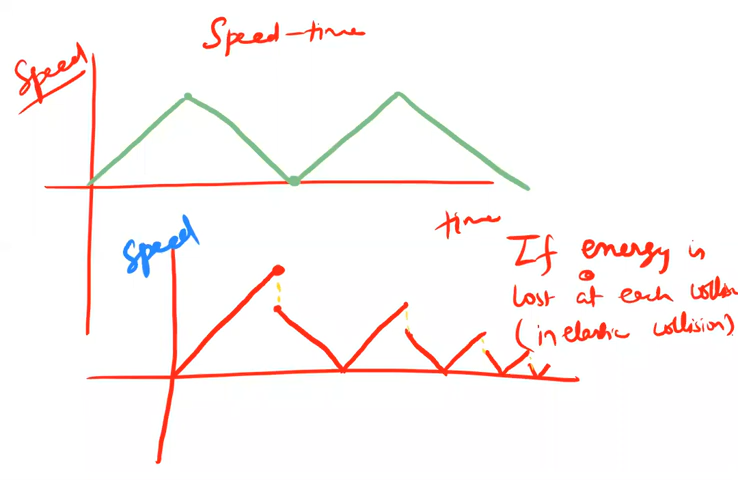 Speed-time
Speed
time
Speed
If energy is
lost at each collision
(inelastic collision)